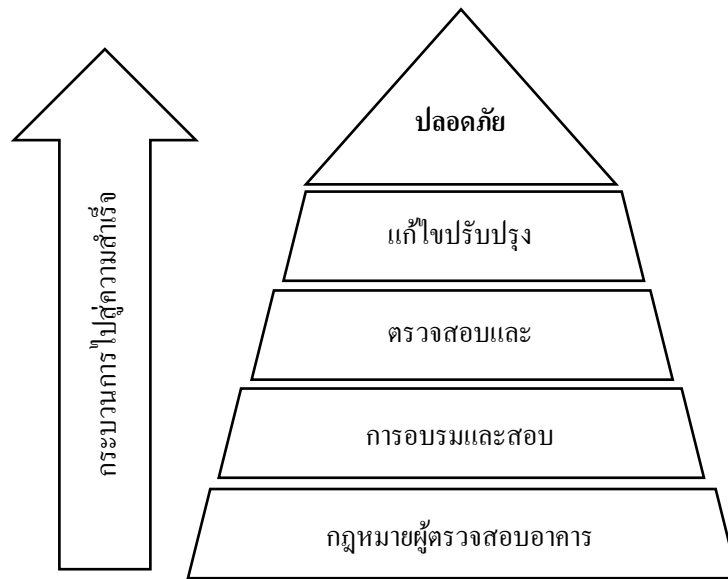 ปลอดภัย
แก้ไขปรับปรุง
ตรวจสอบและ
การอบรมและสอบ
กฎหมายผู้ตรวจสอบอาคาร
กระบวนการไปสู่ความสำเร็จ